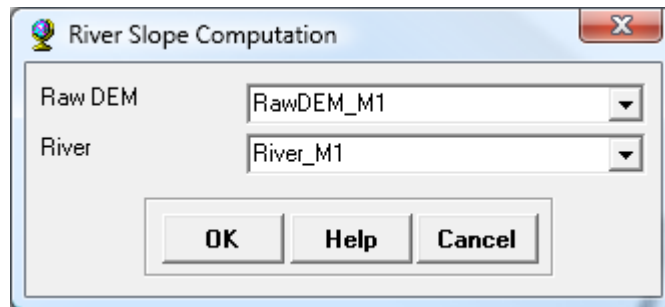 River Slope Computation
Raw DEM RawDEM_M1
River River_M1
OK Help Cancel